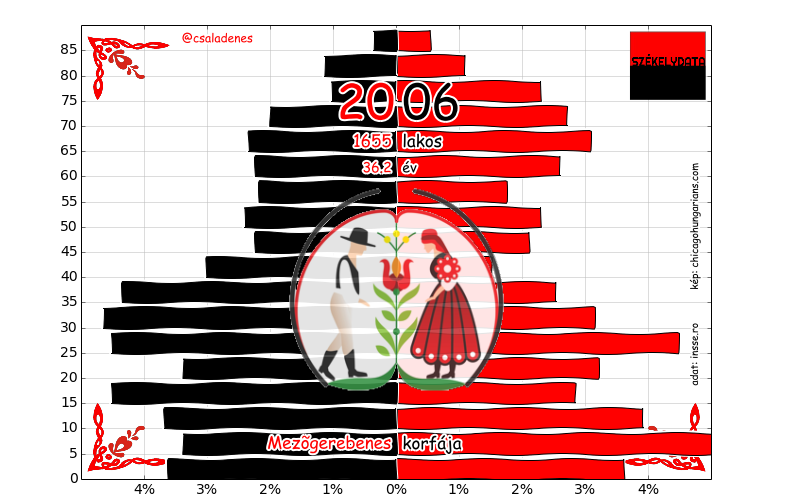 @csaladenes
SZÉKELYDATA
2006
1655 lakos
36,2 év
kép: chicagohungarians.com
adat: insse.ro
Mezõgerebenes korfája
85
80
75
70
65
60
55
50
45
40
35
30
25
20
15
10
5
0
4% 3% 2% 1% 0% 1% 2% 3% 4%